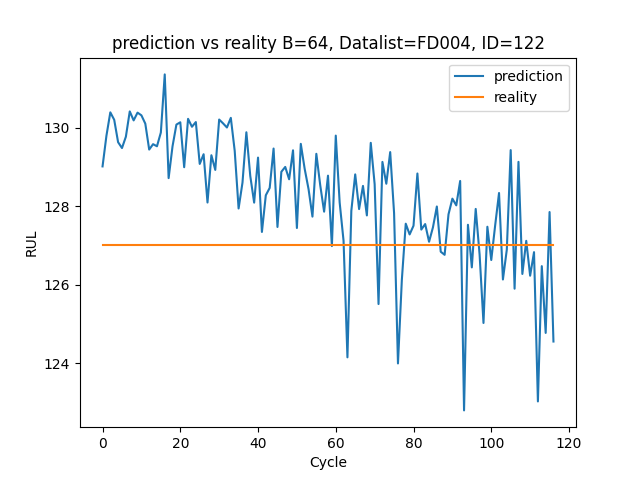 prediction vs reality B=64, Datalist=FD004, ID=122
prediction
reality
130
128
126
124
RUL
0 20 40 60 80 100 120
Cycle